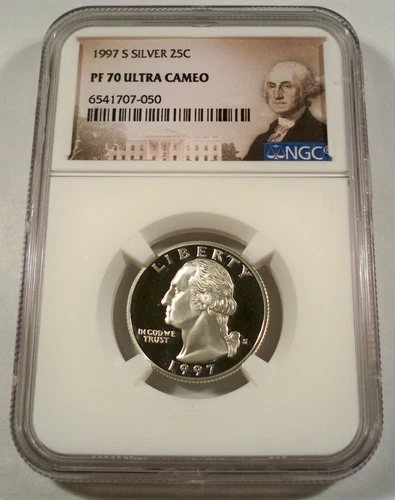 1997 S SILVER 25C
PF 70 ULTRA CAMEO
6541707-050
NGC
LIBERTY
IN GOD WE
TRUST
S
1997